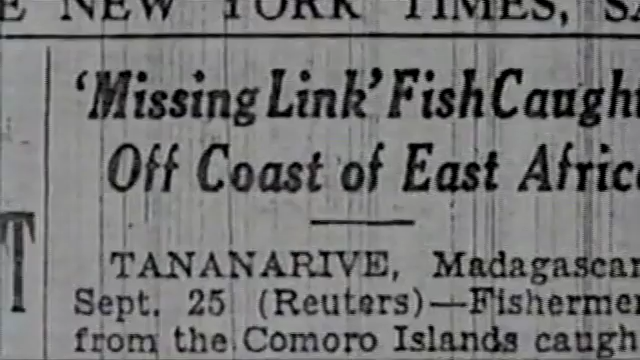 E NEW YORK TIMES, SA
'Missing Link' Fish Caught
Off Coast of East Afric
TANANARIVE, Madagascar
T
Sept. 25 (Reuters)—Fishermen
from the Comoro Islands caugh